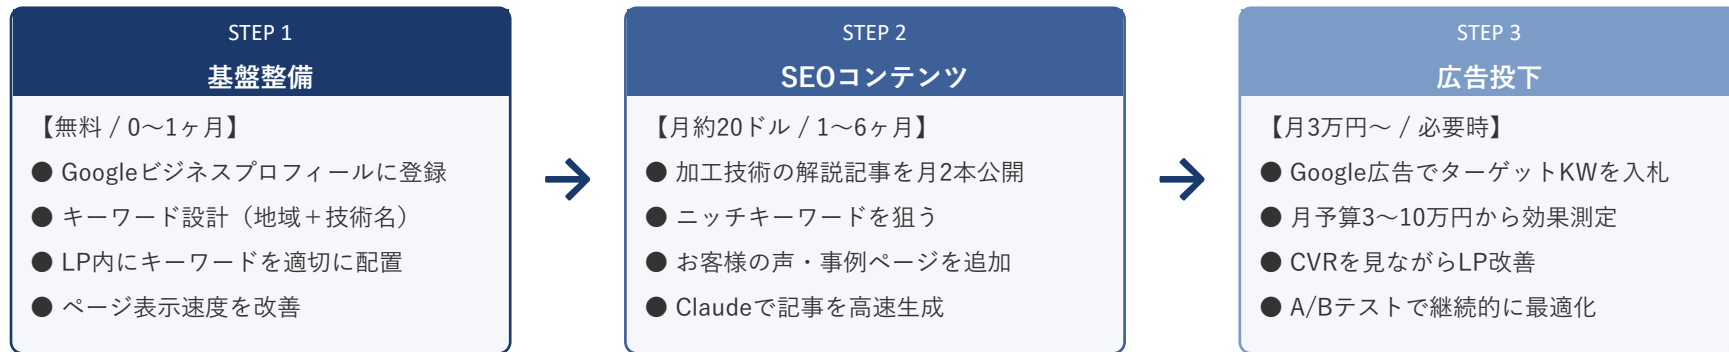 STEP 1
基盤整備
【無料 / 0〜1ヶ月】
● Googleビジネスプロフィールに登録
● キーワード設計（地域＋技術名）
● LP内にキーワードを適切に配置
● ページ表示速度を改善
STEP 2
SEOコンテンツ
【月約20ドル / 1〜6ヶ月】
● 加工技術の解説記事を月2本公開
● ニッチキーワードを狙う
● お客様の声・事例ページを追加
● Claudeで記事を高速生成
STEP 3
広告投下
【月3万円〜 / 必要時】
● Google広告でターゲットKWを入札
● 月予算3〜10万円から効果測定
● CVRを見ながらLP改善
● A/Bテストで継続的に最適化